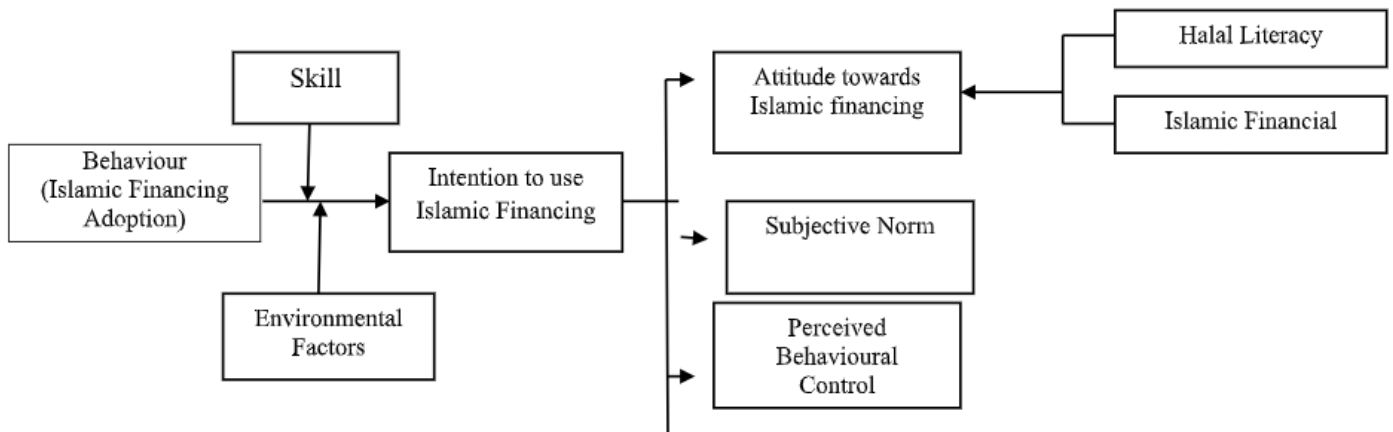 Skill
Behaviour
(Islamic Financing
Adoption)
Environmental
Factors
Intention to use
Islamic Financing
Attitude towards
Islamic financing
Subjective Norm
Perceived
Behavioural
Control
Halal Literacy
Islamic Financial